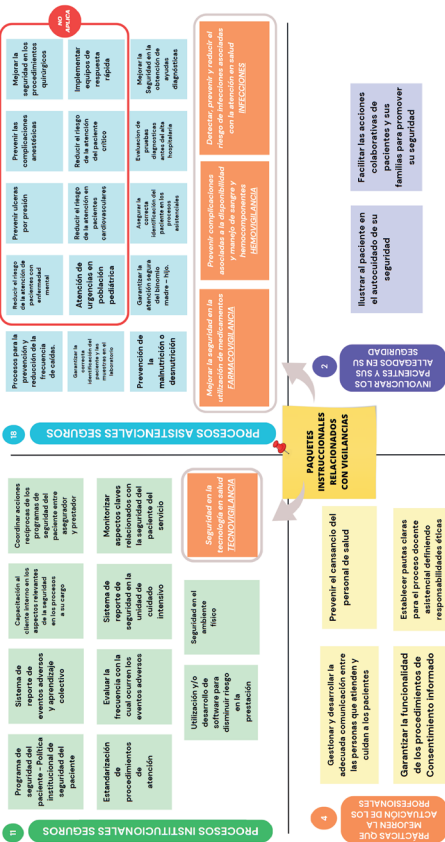 11
PROCESOS INSTITUCIONALES SEGUROS
Programa de
seguridad del
paciente - Política
institucional de
seguridad del
paciente
Sistema de
reporte de
eventos adversos
y aprendizaje
colectivo
Capacitación al
cliente interno en los
aspectos relevantes
de la seguridad
en los procesos
a su cargo
Coordinar acciones
recíprocas de los
programas de
seguridad del
paciente entre
asegurador
y prestador
Estandarización
de
procedimientos
de
atención
Evaluar la
frecuencia con la
cual ocurren los
eventos adversos
Sistema de
reporte de
seguridad en la
unidad de
cuidado
intensivo
Monitorizar
aspectos claves
relacionados con
la seguridad del
paciente del
servicio
Utilización y/o
desarrollo de
software para
dismnuir riesgo
en la
prestación
Seguridad en el
ambiente
físico
Seguridad en la
tecnología en salud
TECNOVIGILANCIA
18
PROCESOS ASISTENCIALES SEGUROS
NO
APLICA
Procesos para la
prevención y
reducción de la
frecuencia
de caídas.
Reducir el riesgo
de la atención de
pacientes con
enfermedad
mental
Prevenir ulceras
por presión
Prevenir las
complicaciones
anestésicas
Mejorar la
seguridad en los
procedimientos
quirúrgicos
Garantizar la
correcta
identificación del
paciente y las
muestras en el
laboratorio
Atención de
urgencias en
población
pediátrica
Reducir el riesgo
de la atención en
pacientes
cardiovasculares
Reducir el riesgo
de la atención
del paciente
crítico
Implementar
equipos de
respuesta
rápida
Prevención de
la
malnutrición o
desnutrición
Garantizar la
atención segura
del binomio
madre – hijo.
Asegurar la
correcta
identificación del
paciente en los
procesos
asistenciales
Evaluacion de
pruebas
diagnosticas
antes del alta
hospitalaria
Mejorar la
Seguridad en la
obtención de
ayudas
diagnósticas
Mejorar la seguridad en la
utilización de medicamentos
FARMACOVIGILANCIA
Prevenir complicaciones
asociadas a la disponibilidad
y manejo de sangre y
hemocomponentes
HEMOVIGILANCIA
Detectar, prevenir y reducir el
riesgo de infecciones asociadas
con la atención en salud
INFECCIONES
PAQUETES
INSTRUCCIONALES
RELACIONADOS
CON VIGILANCIAS
4
PRÁCTICAS QUE
MEJOREN LA
ACTUACIÓN DE LOS
PROFESIONALES
Gestionar y desarrollar la
adecuada comunicación entre
las personas que atienden y
cuidan a los pacientes
Prevenir el cansancio del
personal de salud
Garantizar la funcionalidad
de los procedimientos de
Consentimiento informado
Establecer pautas claras
para el proceso docente
asistencial definiendo
responsabilidades éticas
2
INVOLUCRAR LOS
PACIENTES Y SUS
ALLEGADOS EN SU
SEGURIDAD
Ilustrar al paciente en
el autocuidado de su
seguridad
Facilitar las acciones
colaborativas de
pacientes y sus
familias para promover
su seguridad